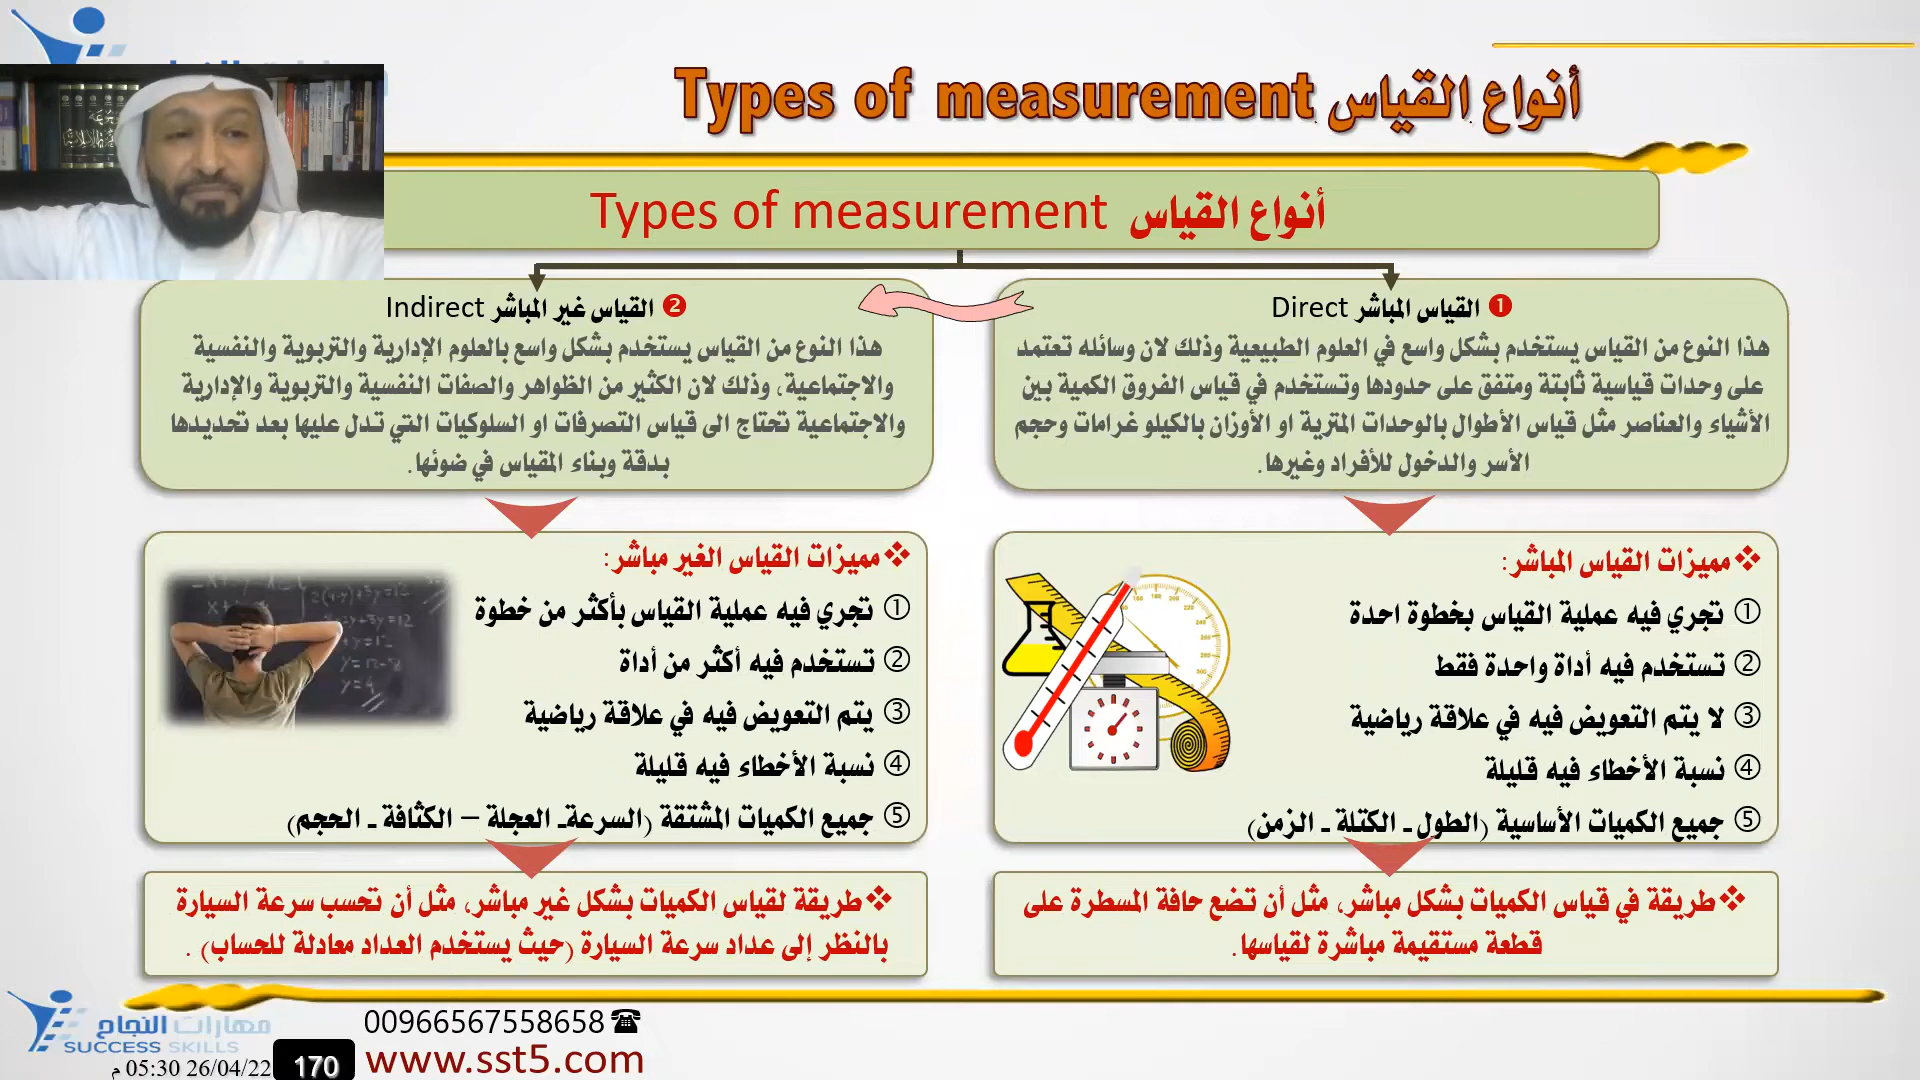 أنواع القياس Types of measurement
أنواع القياس Types of measurement
❶ القياس المباشر Direct
هذا النوع من القياس يستخدم بشكل واسع في العلوم الطبيعية وذلك لان وسائله تعتمد
على وحدات قياسية ثابتة ومتفق على حدودها وتستخدم في قياس الفروق الكمية بين
الأشياء والعناصر مثل قياس الأطوال بالوحدات المترية او الأوزان بالكيلو غرامات وحجم
الأسر والدخول للأفراد وغيرها.
❖مميزات القياس المباشر:
① تجري فيه عملية القياس بخطوة احدة
② تستخدم فيه أداة واحدة فقط
③ لا يتم التعويض فيه في علاقة رياضية
④ نسبة الأخطاء فيه قليلة
⑤ جميع الكميات الأساسية (الطول ـ الكتلة ـ الزمن)
❖طريقة في قياس الكميات بشكل مباشر، مثل أن تضع حافة المسطرة على
قطعة مستقيمة مباشرة لقياسها.
❷ القياس غير المباشر Indirect
هذا النوع من القياس يستخدم بشكل واسع بالعلوم الإدارية والتربوية والنفسية
والاجتماعية، وذلك لان الكثير من الظواهر والصفات النفسية والتربوية والإدارية
والاجتماعية تحتاج الى قياس التصرفات او السلوكيات التي تدل عليها بعد تحديدها
بدقة وبناء المقياس في ضوئها.
❖مميزات القياس الغير مباشر:
① تجري فيه عملية القياس بأكثر من خطوة
② تستخدم فيه أكثر من أداة
③ يتم التعويض فيه في علاقة رياضية
④ نسبة الأخطاء فيه قليلة
⑤ جميع الكميات المشتقة (السرعةـ العجلة – الكثافة ـ الحجم)
❖طريقة لقياس الكميات بشكل غير مباشر، مثل أن تحسب سرعة السيارة
بالنظر إلى عداد سرعة السيارة (حيث يستخدم العداد معادلة للحساب) .
مهارات النجاح
SUCCESS SKILLS
00966567558658 ☎
www.sst5.com
170
26/04/22 05:30 م